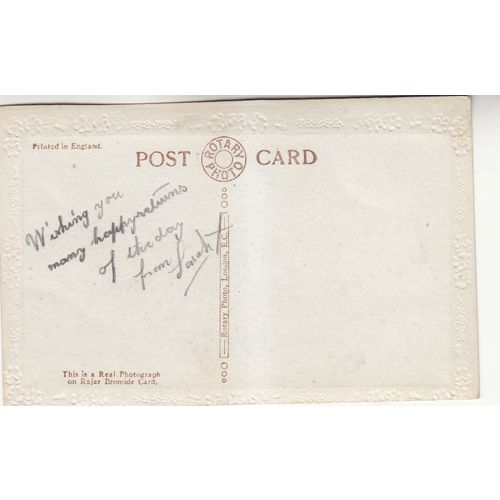 Printed in England.
POST CARD
ROTARY PHOTO
Wishing you
many happy returns
of the day
from Sarah
Rotary Photo, London, E.C.
This is a Real Photograph
on Rajar Bromide Card.